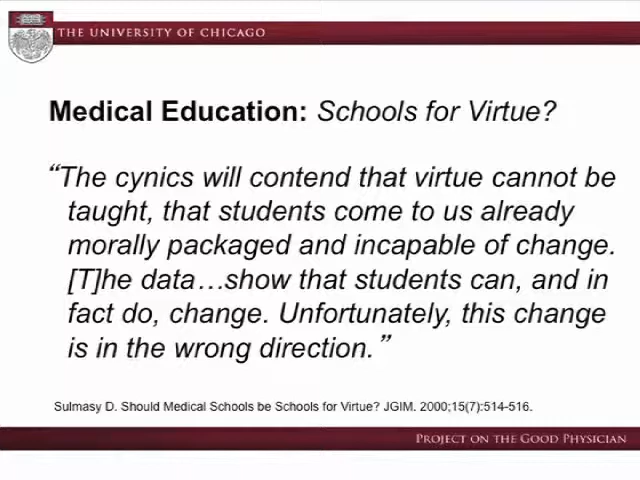 THE UNIVERSITY OF CHICAGO
Medical Education: Schools for Virtue?
“The cynics will contend that virtue cannot be
taught, that students come to us already
morally packaged and incapable of change.
[T]he data…show that students can, and in
fact do, change. Unfortunately, this change
is in the wrong direction.”
Sulmasy D. Should Medical Schools be Schools for Virtue? JGIM. 2000;15(7):514-516.
PROJECT ON THE GOOD PHYSICIAN